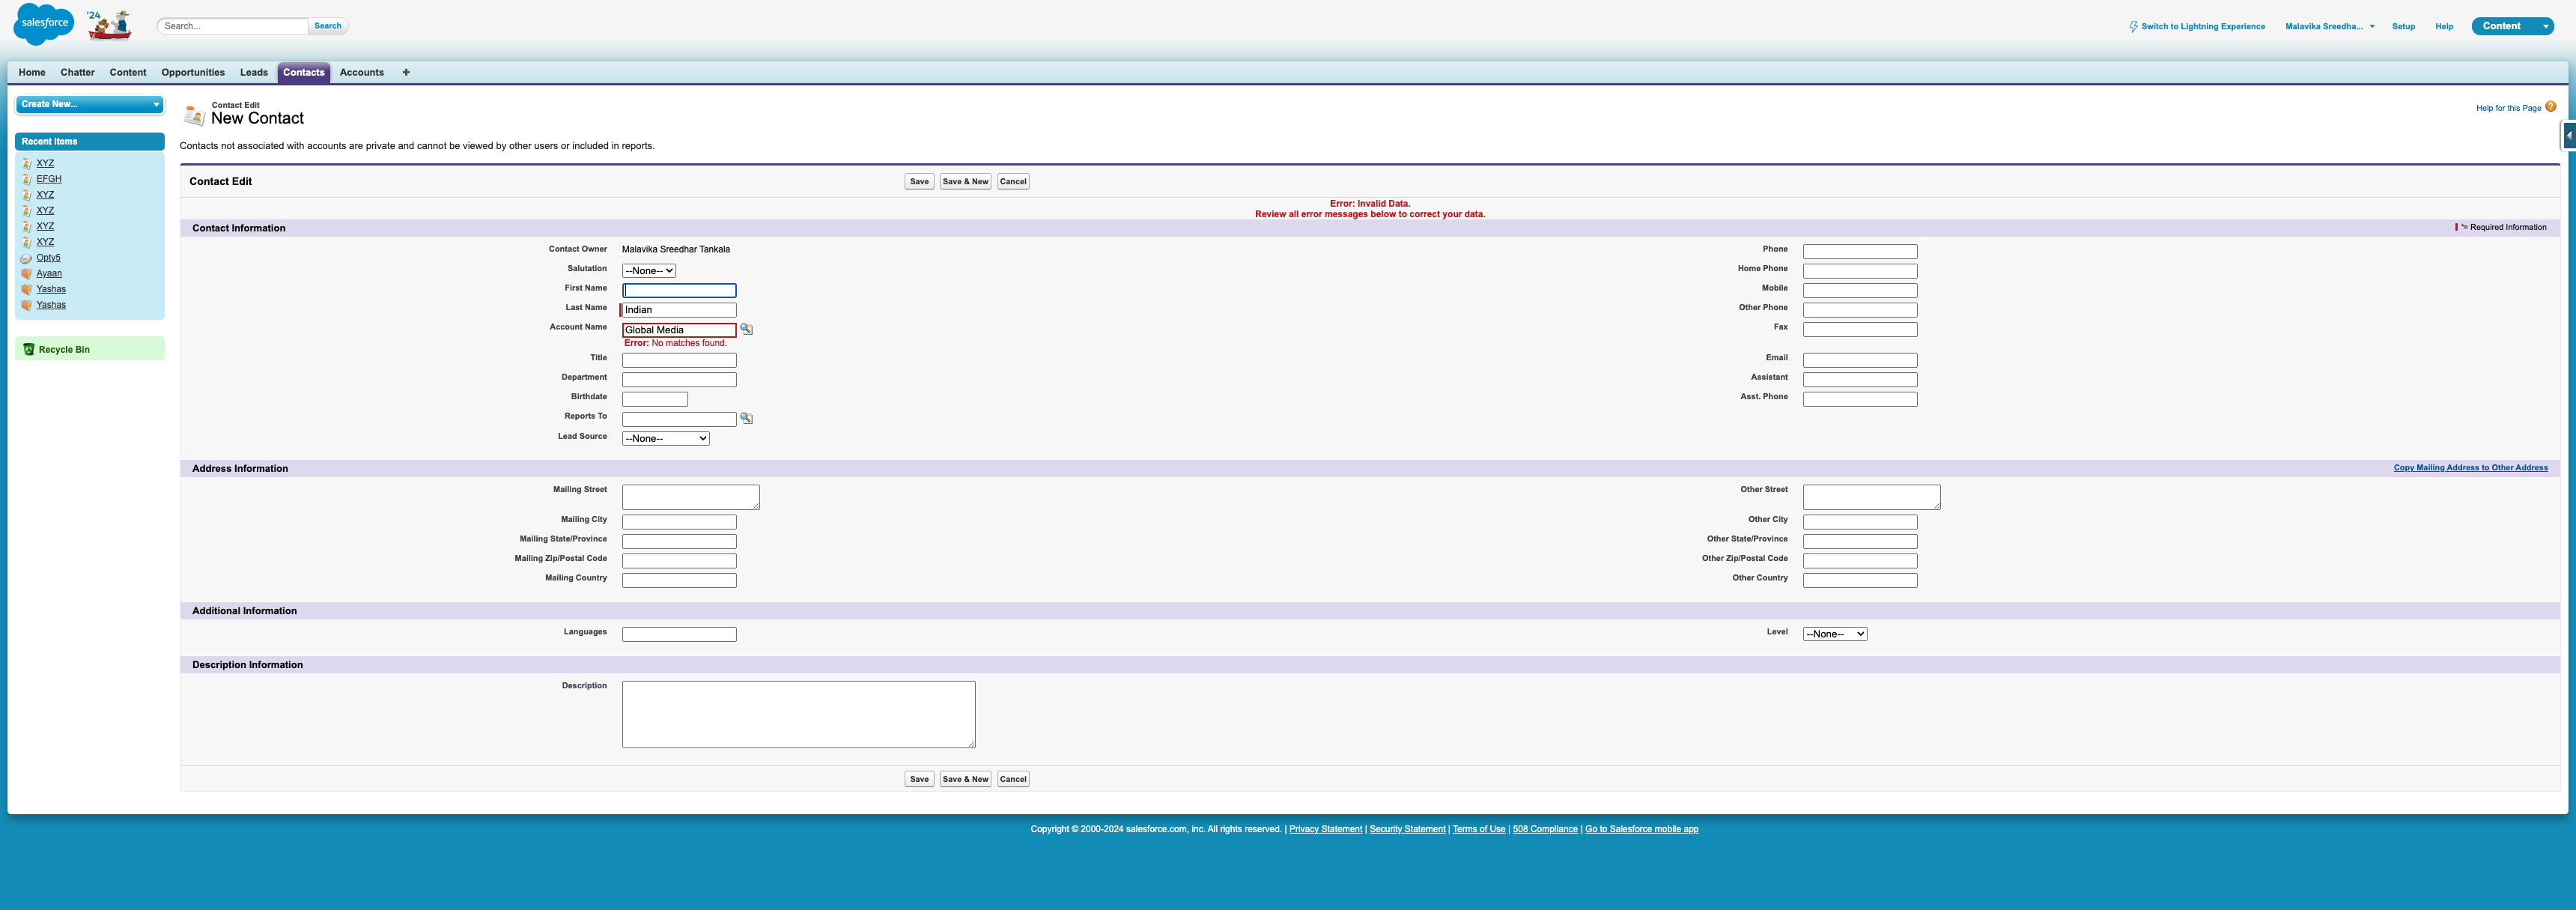 salesforce
'24
Search...
Search
Switch to Lightning Experience
Malavika Sreedha...
Setup
Help
Content
Home
Chatter
Content
Opportunities
Leads
Contacts
Accounts
+
Create New...
Recent Items
XYZ
EFGH
XYZ
XYZ
XYZ
XYZ
Opty5
Ayaan
Yashas
Yashas
Recycle Bin
Contact Edit
New Contact
Help for this Page
Contacts not associated with accounts are private and cannot be viewed by other users or included in reports.
Contact Edit
Save
Save & New
Cancel
Error: Invalid Data.
Review all error messages below to correct your data.
Contact Information
*= Required Information
Contact Owner Malavika Sreedhar Tankala
Phone
Salutation --None--
Home Phone
First Name
Mobile
Last Name Indian
Other Phone
Account Name Global Media
Fax
Error: No matches found.
Title
Email
Department
Assistant
Birthdate
Asst. Phone
Reports To
Lead Source --None--
Address Information
Copy Mailing Address to Other Address
Mailing Street
Other Street
Mailing City
Other City
Mailing State/Province
Other State/Province
Mailing Zip/Postal Code
Other Zip/Postal Code
Mailing Country
Other Country
Additional Information
Languages
Level --None--
Description Information
Description
Save
Save & New
Cancel
Copyright © 2000-2024 salesforce.com, inc. All rights reserved. | Privacy Statement | Security Statement | Terms of Use | 508 Compliance | Go to Salesforce mobile app